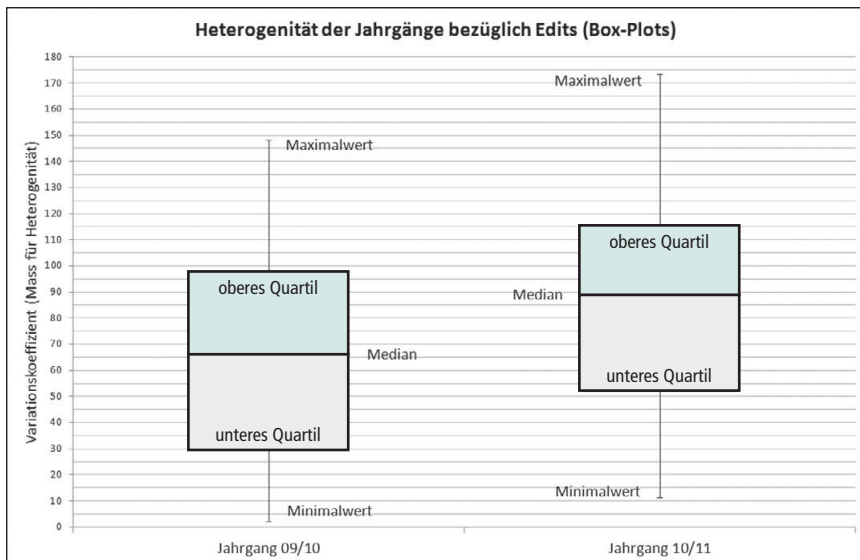 Heterogenität der Jahrgänge bezüglich Edits (Box-Plots)
Variationskoeffizient (Mass für Heterogenität)
180
170
160
150
140
130
120
110
100
90
80
70
60
50
40
30
20
10
0
Maximalwert
oberes Quartil
Median
unteres Quartil
Minimalwert
Maximalwert
oberes Quartil
Median
unteres Quartil
Minimalwert
Jahrgang 09/10
Jahrgang 10/11